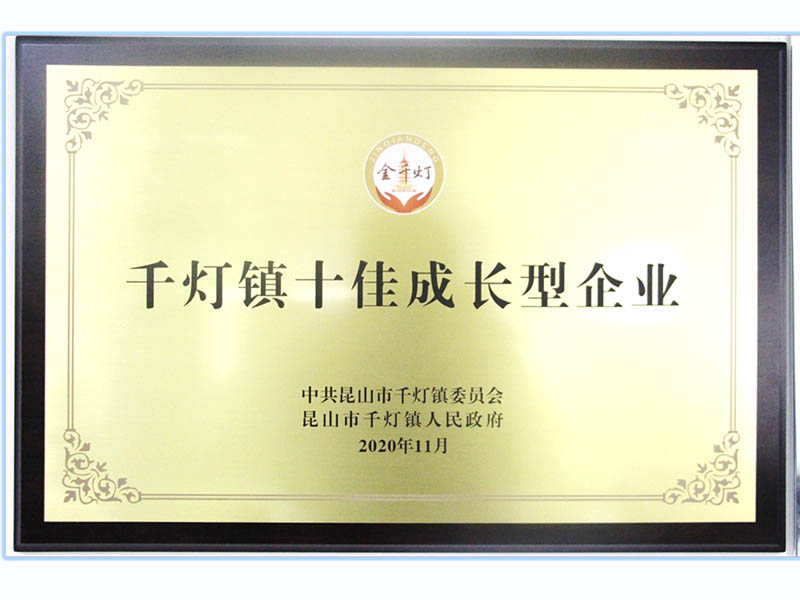 JINQIANDENG
金千灯
千灯镇十佳成长型企业
中共昆山市千灯镇委员会
昆山市千灯镇人民政府
2020年11月